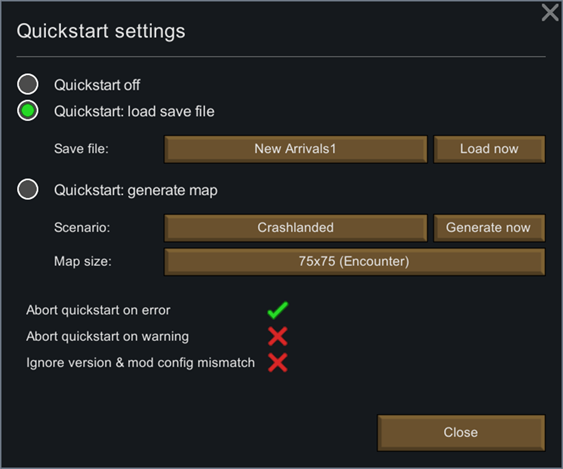 Quickstart settings
Quickstart off
Quickstart: load save file
Save file: New Arrivals1 Load now
Quickstart: generate map
Scenario: Crashlanded Generate now
Map size: 75x75 (Encounter)
Abort quickstart on error
Abort quickstart on warning
Ignore version & mod config mismatch
Close